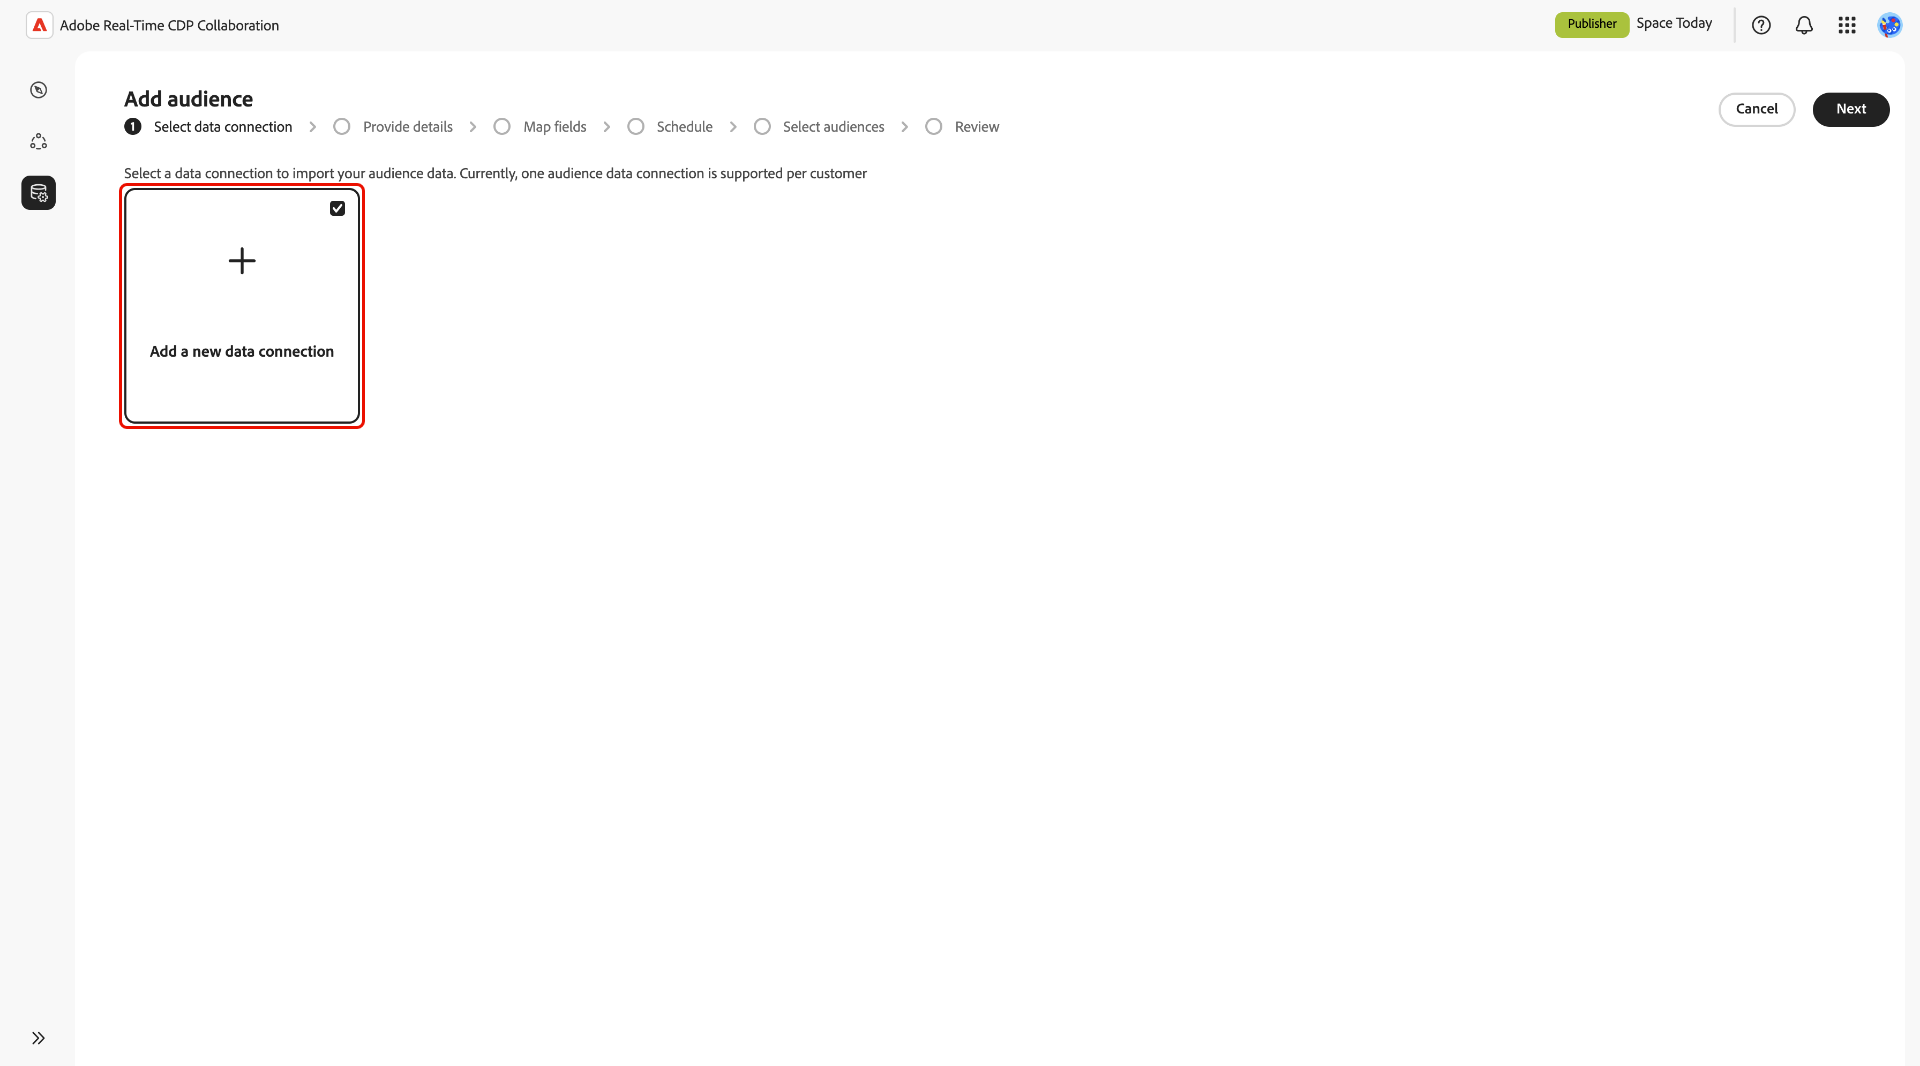 Adobe Real-Time CDP Collaboration
Publisher Space Today
Add audience
Cancel Next
1 Select data connection Provide details Map fields Schedule Select audiences Review
Select a data connection to import your audience data. Currently, one audience data connection is supported per customer
Add a new data connection